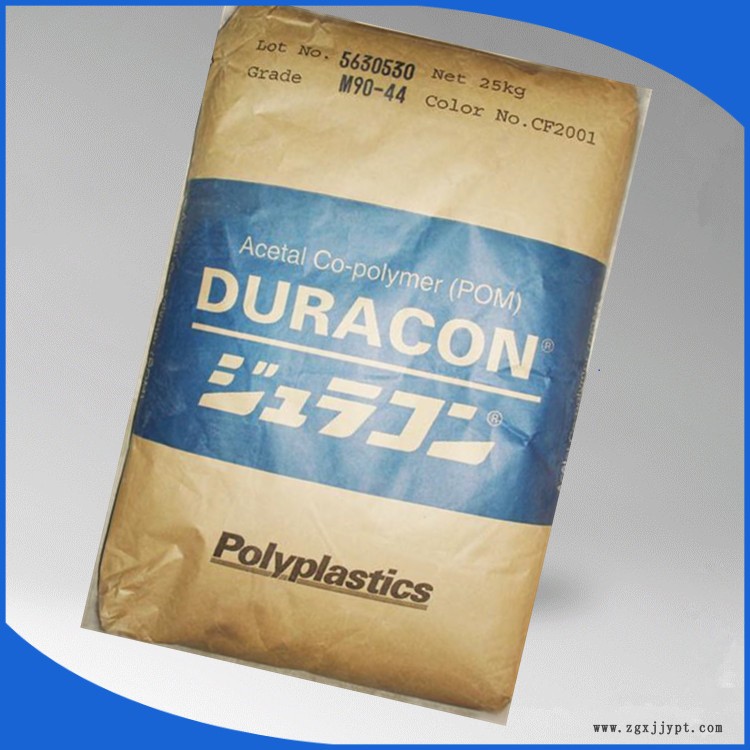 Lot No. 5630530 Net 25kg
Grade M90-44 Color No.CF2001
Acetal Co-polymer (POM)
DURACON®
ジュラコン®
Polyplastics
www.zgxjjypt.com